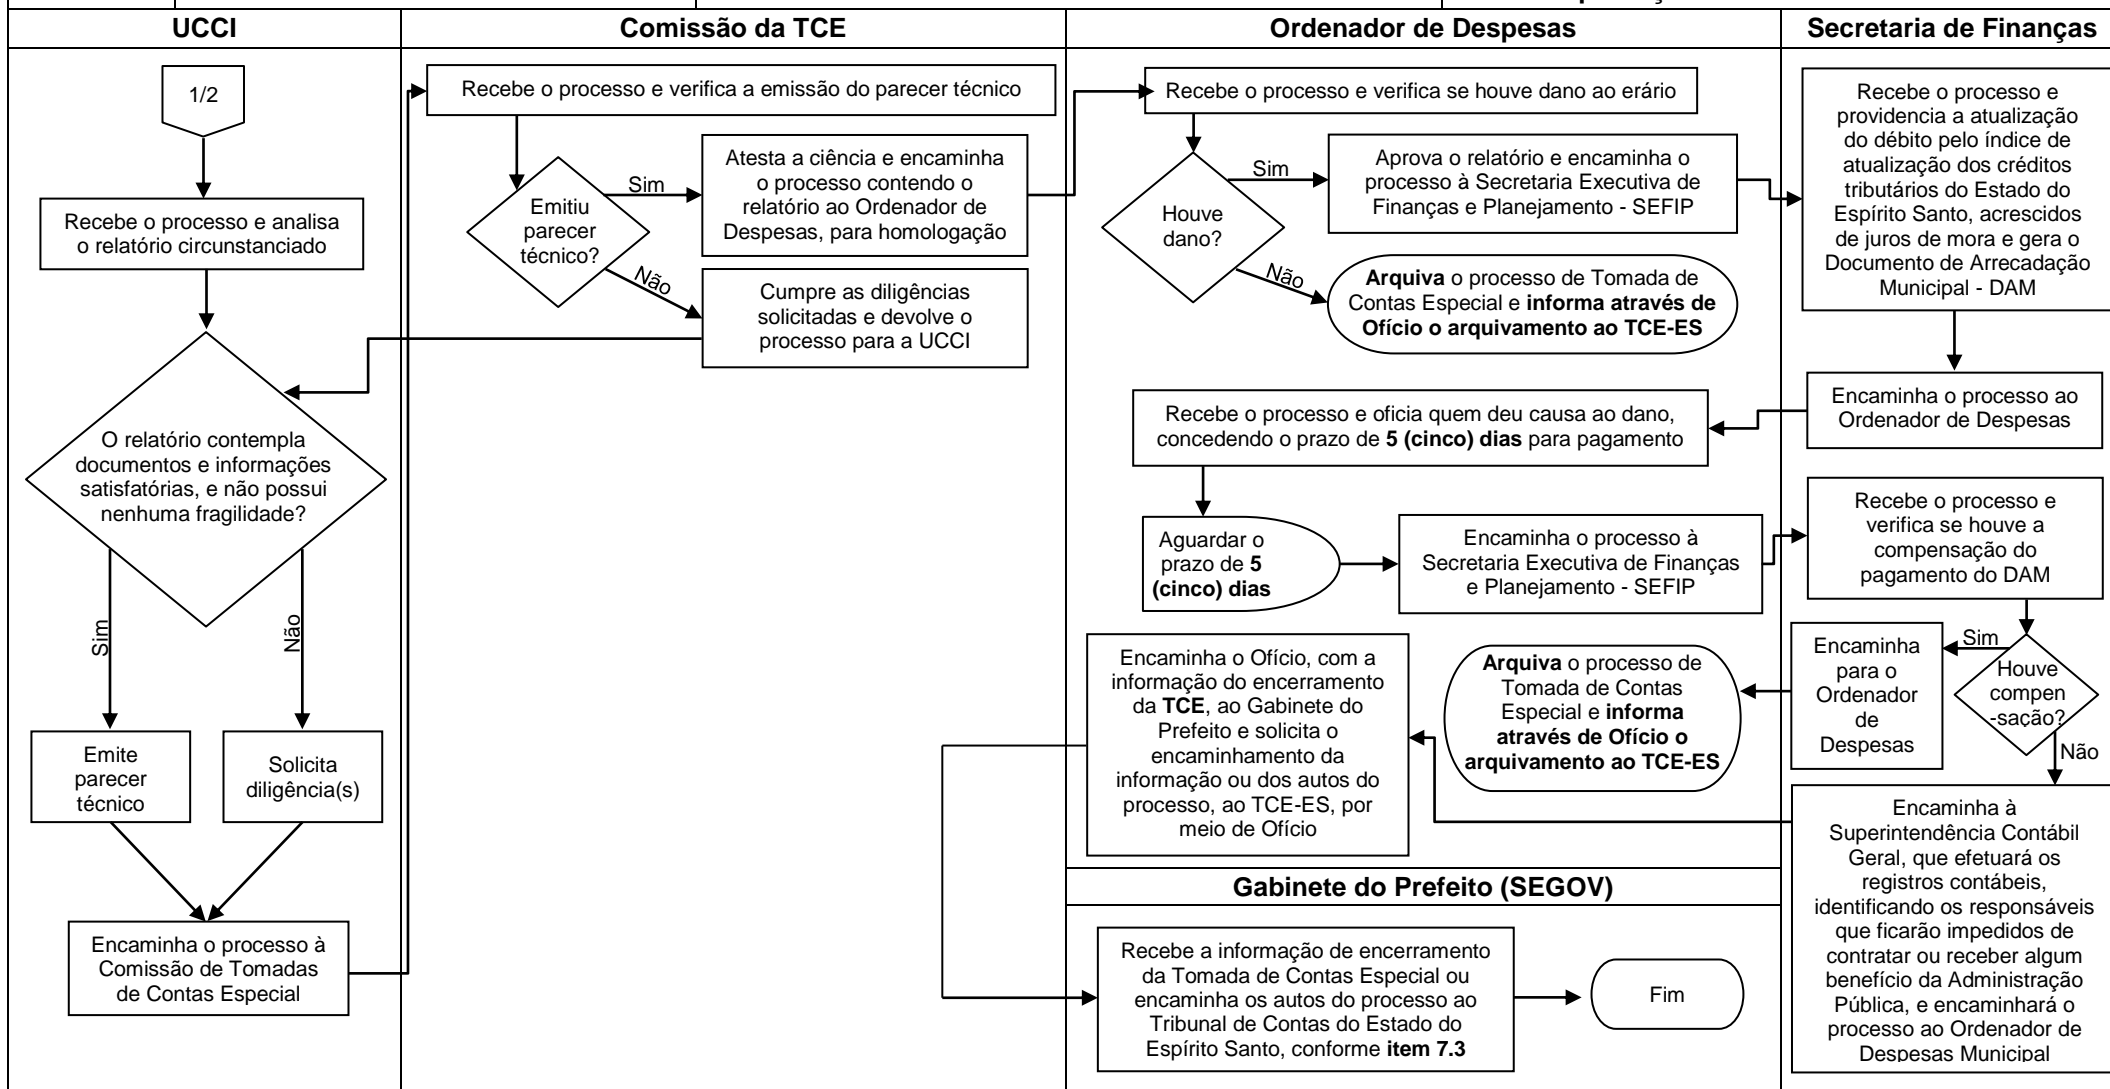 UCCI
Comissão da TCE
Ordenador de Despesas
Secretaria de Finanças
1/2
Recebe o processo e analisa
o relatório circunstanciado
O relatório contempla
documentos e informações
satisfatórias, e não possui
nenhuma fragilidade?
Sim
Não
Emite
parecer
técnico
Solicita
diligência(s)
Encaminha o processo à
Comissão de Tomadas
de Contas Especial
Recebe o processo e verifica a emissão do parecer técnico
Emitiu
parecer
técnico?
Sim
Não
Atesta a ciência e encaminha
o processo contendo o
relatório ao Ordenador de
Despesas, para homologação
Cumpre as diligências
solicitadas e devolve o
processo para a UCCI
Recebe o processo e verifica se houve dano ao erário
Houve
dano?
Sim
Não
Aprova o relatório e encaminha o
processo à Secretaria Executiva de
Finanças e Planejamento - SEFIP
Arquiva o processo de Tomada de
Contas Especial e informa através de
Ofício o arquivamento ao TCE-ES
Recebe o processo e
providencia a atualização
do débito pelo índice de
atualização dos créditos
tributários do Estado do
Espírito Santo, acrescidos
de juros de mora e gera o
Documento de Arrecadação
Municipal - DAM
Encaminha o processo ao
Ordenador de Despesas
Recebe o processo e oficia quem deu causa ao dano,
concedendo o prazo de 5 (cinco) dias para pagamento
Aguardar o
prazo de 5
(cinco) dias
Encaminha o processo à
Secretaria Executiva de Finanças
e Planejamento - SEFIP
Recebe o processo e
verifica se houve a
compensação do
pagamento do DAM
Houve
compen
-sação?
Sim
Não
Encaminha
para o
Ordenador
de
Despesas
Arquiva o processo de
Tomada de Contas
Especial e informa
através de Ofício o
arquivamento ao TCE-ES
Encaminha à
Superintendência Contábil
Geral, que efetuará os
registros contábeis,
identificando os responsáveis
que ficarão impedidos de
contratar ou receber algum
benefício da Administração
Pública, e encaminhará o
processo ao Ordenador de
Despesas Municipal
Encaminha o Ofício, com a
informação do encerramento
da TCE, ao Gabinete do
Prefeito e solicita o
encaminhamento da
informação ou dos autos do
processo, ao TCE-ES, por
meio de Ofício
Gabinete do Prefeito (SEGOV)
Recebe a informação de encerramento
da Tomada de Contas Especial ou
encaminha os autos do processo ao
Tribunal de Contas do Estado do
Espírito Santo, conforme item 7.3
Fim